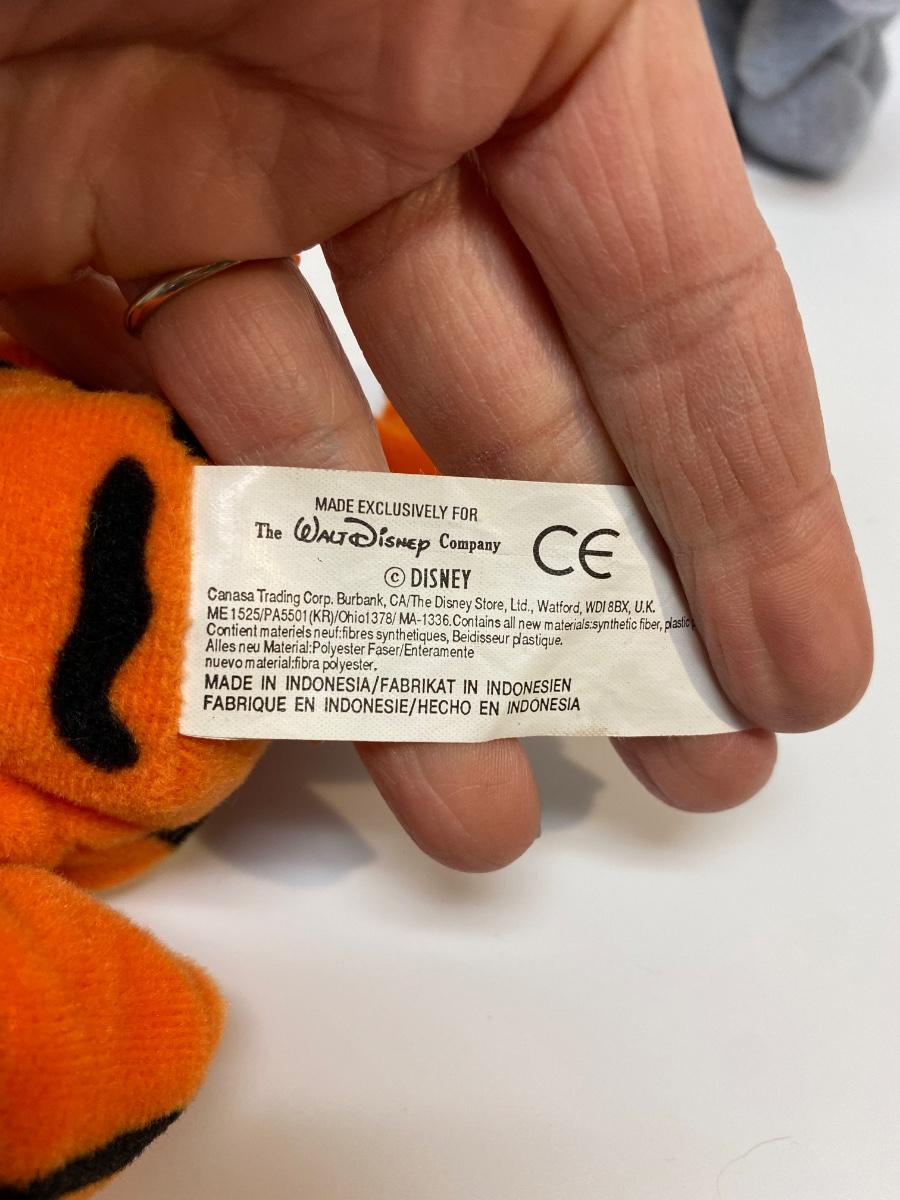 MADE EXCLUSIVELY FOR
The WALT DISNEY Company
CE
© DISNEY
Canasa Trading Corp. Burbank, CA/The Disney Store, Ltd., Watford, WDI 8BX, U.K.
ME 1525/PA5501(KR)/Ohio1378/ MA-1336.Contains all new materials:synthetic fiber, plastic
Contient materiels neuf:fibres synthetiques, Beidisseur plastique.
Alles neu Material:Polyester Faser/Enteramente
nuevo material:fibra polyester.
MADE IN INDONESIA/FABRIKAT IN INDONESIEN
FABRIQUE EN INDONESIE/HECHO EN INDONESIA